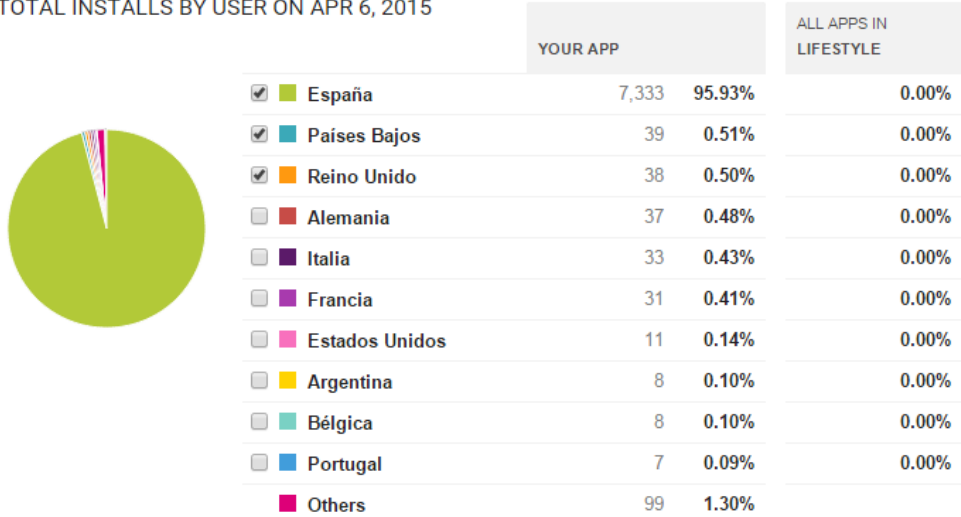 TOTAL INSTALLS BY USER ON APR 6, 2015
YOUR APP
ALL APPS IN
LIFESTYLE
España 7,333 95.93% 0.00%
Países Bajos 39 0.51% 0.00%
Reino Unido 38 0.50% 0.00%
Alemania 37 0.48% 0.00%
Italia 33 0.43% 0.00%
Francia 31 0.41% 0.00%
Estados Unidos 11 0.14% 0.00%
Argentina 8 0.10% 0.00%
Bélgica 8 0.10% 0.00%
Portugal 7 0.09% 0.00%
Others 99 1.30%